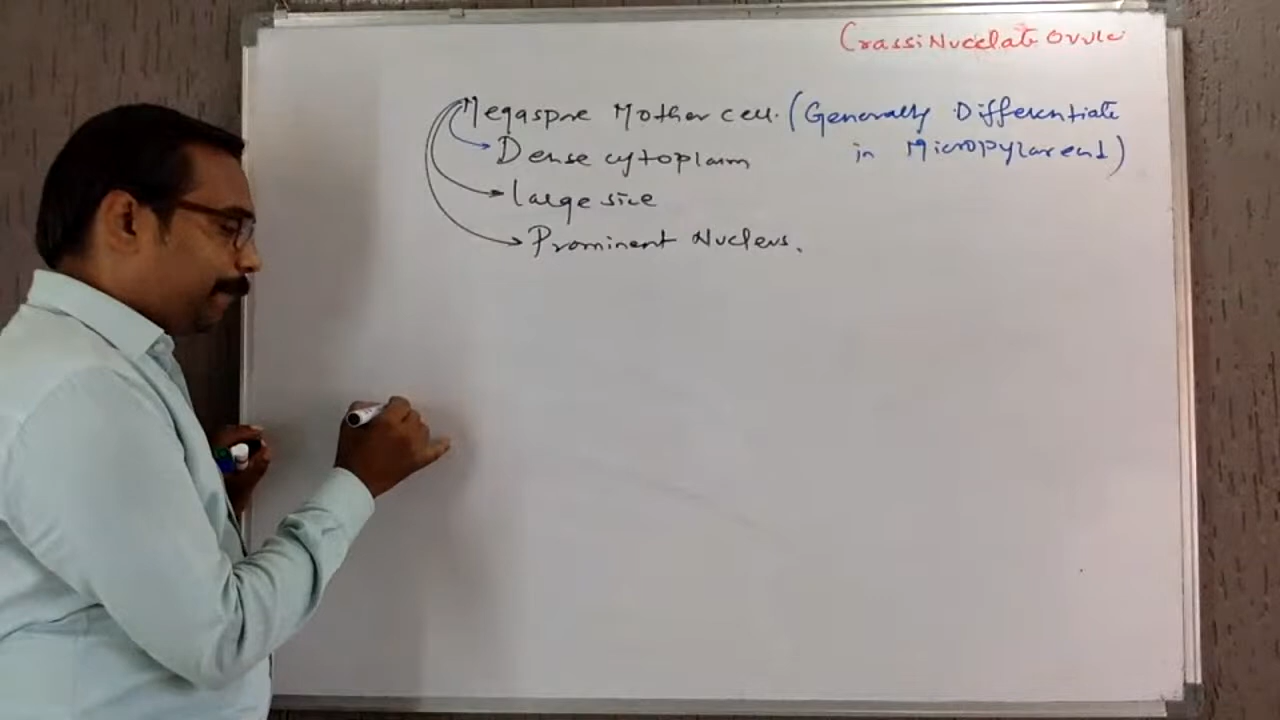 Crassi Nucelate Ovule
Megaspre Mother cell. (Generally Differentiate
in Micropylar end)
Dense cytoplasm
Large size
Prominent Nucleus.